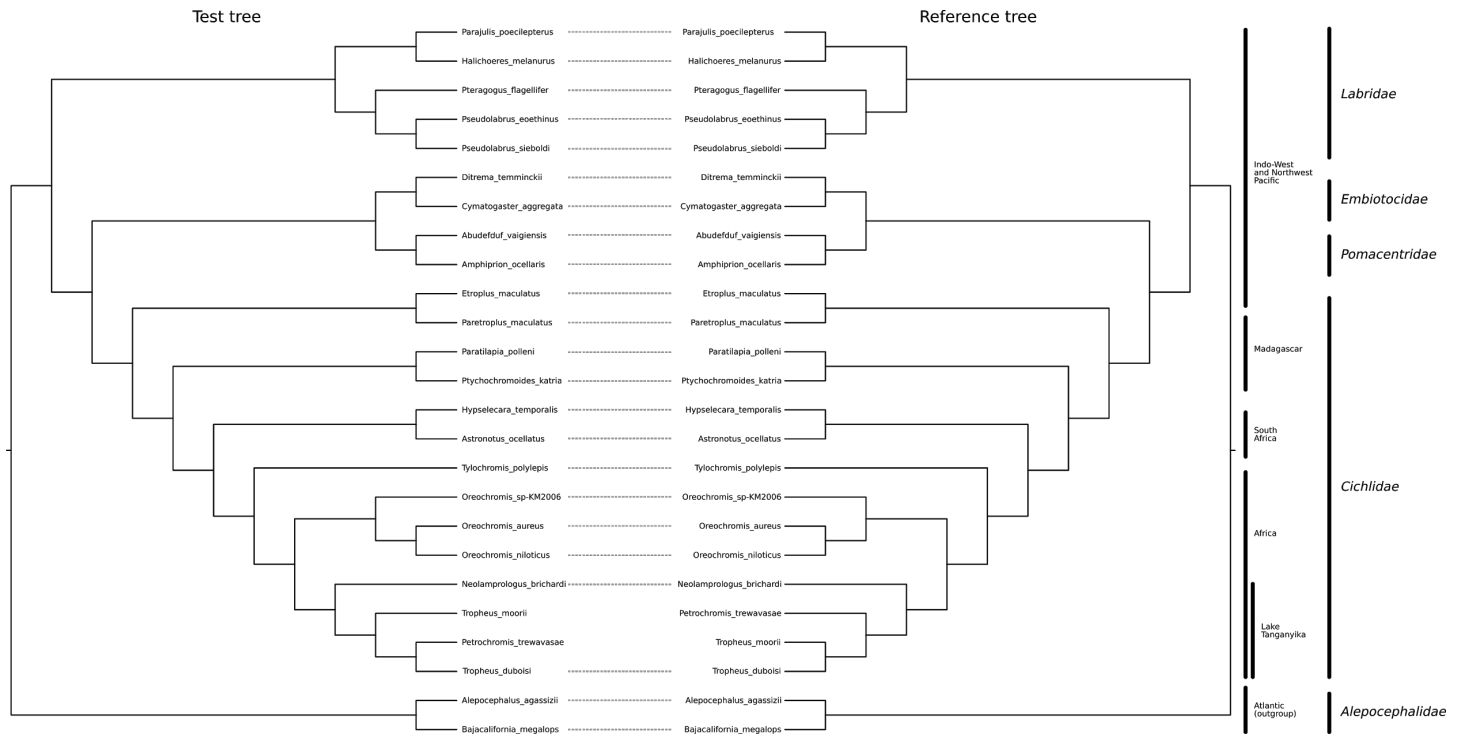 Test tree
Reference tree
Parajulis_poecilepterus Parajulis_poecilepterus
Halichoeres_melanurus Halichoeres_melanurus
Pteragogus_flagellifer Pteragogus_flagellifer
Pseudolabrus_eoethinus Pseudolabrus_eoethinus
Pseudolabrus_sieboldi Pseudolabrus_sieboldi
Ditrema_temminckii Ditrema_temminckii
Cymatogaster_aggregata Cymatogaster_aggregata
Abudefduf_vaigiensis Abudefduf_vaigiensis
Amphiprion_ocellaris Amphiprion_ocellaris
Etroplus_maculatus Etroplus_maculatus
Paretroplus_maculatus Paretroplus_maculatus
Paratilapia_polleni Paratilapia_polleni
Ptychochromoides_katria Ptychochromoides_katria
Hypselecara_temporalis Hypselecara_temporalis
Astronotus_ocellatus Astronotus_ocellatus
Tylochromis_polylepis Tylochromis_polylepis
Oreochromis_sp-KM2006 Oreochromis_sp-KM2006
Oreochromis_aureus Oreochromis_aureus
Oreochromis_niloticus Oreochromis_niloticus
Neolamprologus_brichardi Neolamprologus_brichardi
Tropheus_moorii Petrochromis_trewavasae
Petrochromis_trewavasae Tropheus_moorii
Tropheus_duboisi Tropheus_duboisi
Alepocephalus_agassizii Alepocephalus_agassizii
Bajacalifornia_megalops Bajacalifornia_megalops
Indo-West
and Northwest
Pacific
Madagascar
South
Africa
Africa
Lake
Tanganyika
Atlantic
(outgroup)
Labridae
Embiotocidae
Pomacentridae
Cichlidae
Alepocephalidae